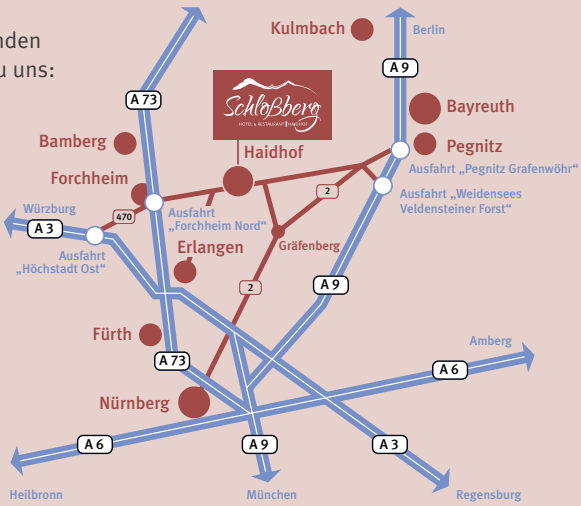 nden
u uns:
Kulmbach
Berlin
A 9
A 73
Schloßberg
HOTEL & RESTAURANT | HAIDHOF
Bayreuth
Bamberg
Haidhof
Pegnitz
Ausfahrt „Pegnitz Grafenwöhr“
Forchheim
2
Ausfahrt „Weidensees
Veldensteiner Forst“
Würzburg
470
Ausfahrt
„Forchheim Nord“
A 3
Erlangen
Gräfenberg
Ausfahrt
„Höchstadt Ost“
2
A 9
Fürth
Amberg
A 73
A 6
Nürnberg
A 6
A 9
A 3
Heilbronn
München
Regensburg